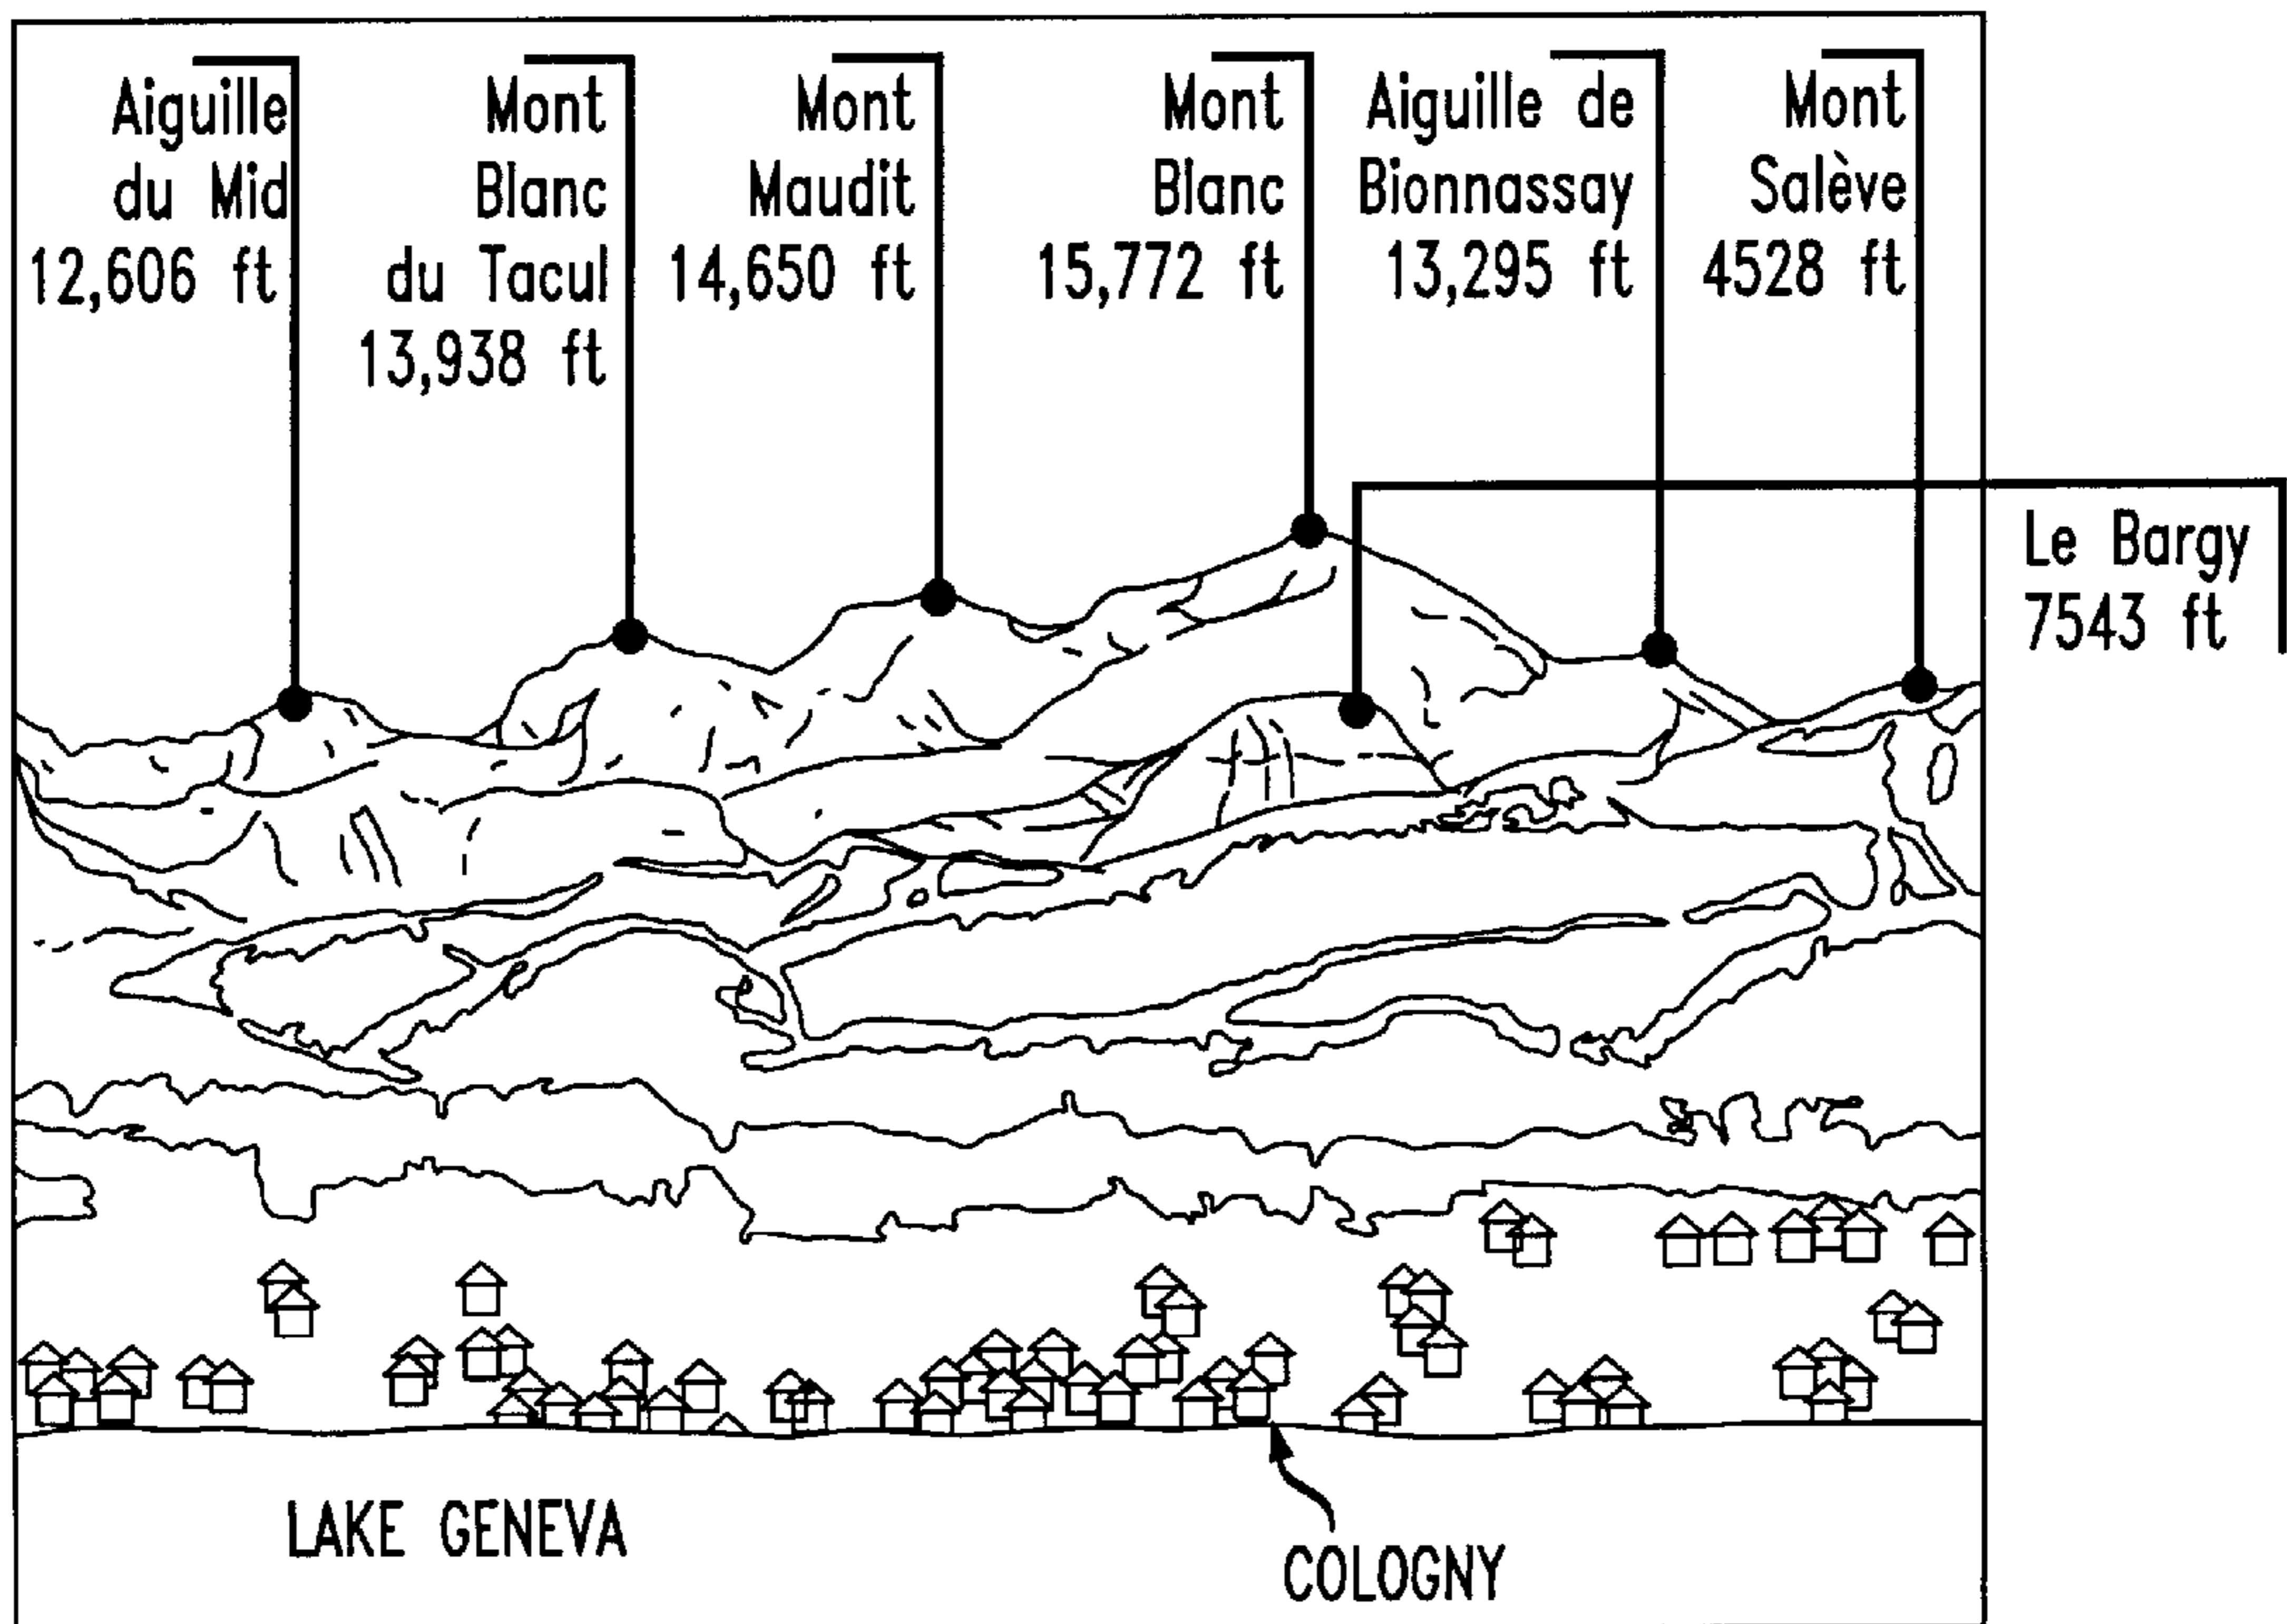 Aiguille
du Mid
12,606 ft
Mont
Blanc
du Tacul
13,938 ft
Mont
Maudit
14,650 ft
Mont
Blanc
15,772 ft
Aiguille de
Bionnassay
13,295 ft
Mont
Salève
4528 ft
Le Bargy
7543 ft
LAKE GENEVA
COLOGNY